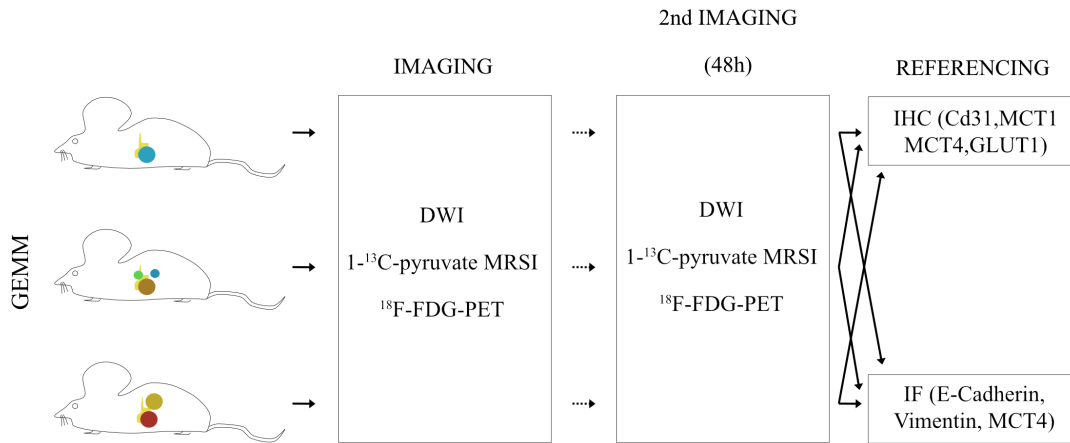 2nd IMAGING
(48h)
IMAGING
REFERENCING
GEMM
DWI
1-¹³C-pyruvate MRSI
¹⁸F-FDG-PET
DWI
1-¹³C-pyruvate MRSI
¹⁸F-FDG-PET
IHC (Cd31,MCT1
MCT4,GLUT1)
IF (E-Cadherin,
Vimentin, MCT4)